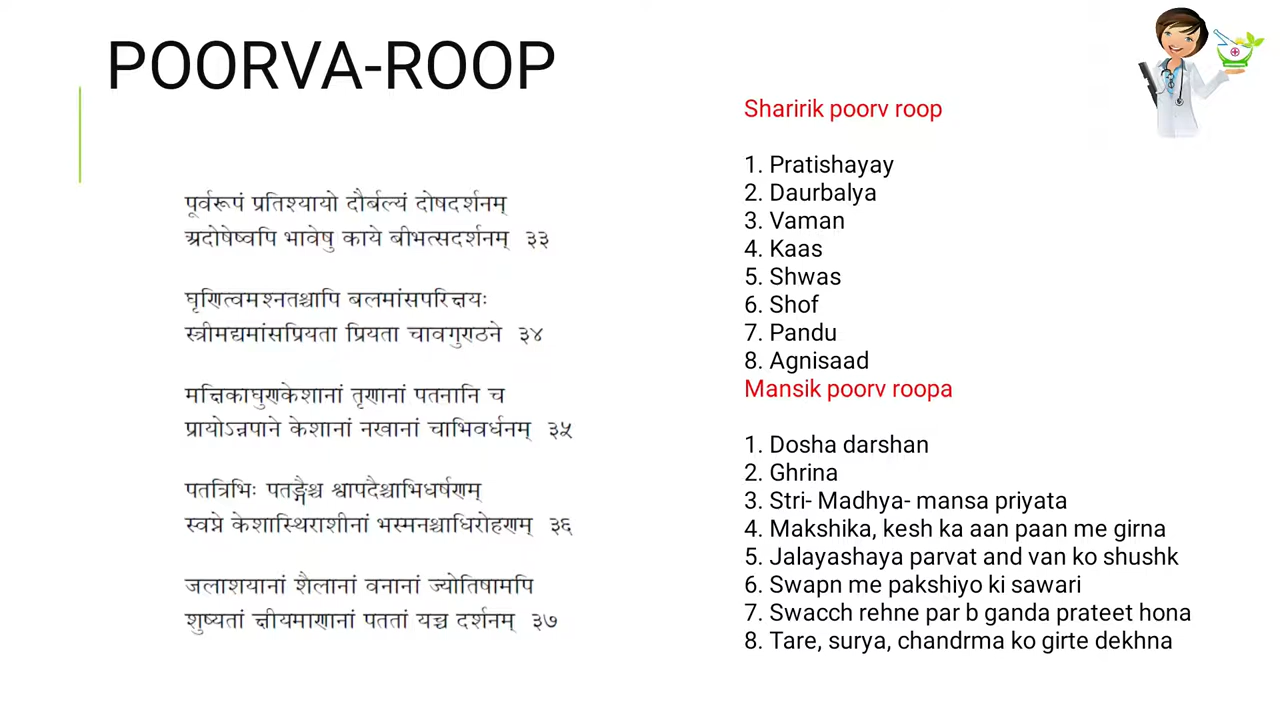 POORVA-ROOP
पूर्वरूपं प्रतिश्यायो दौर्बल्यं दोषदर्शनम्
अदोषेष्वपि भावेषु काये बीभत्सदर्शनम् ३३
घृणित्वमश्नतश्चापि बलमांसपरिक्षयः
स्त्रीमद्यमांसप्रियता प्रियता चावगुण्ठने ३४
मक्षिकाघुणकेशानां तृणानां पतनानि च
प्रायोऽन्नपाने केशानां नखानां चाभिवर्धनम् ३५
पतत्रिभिः पतङ्गैश्च श्वापदैश्चाभिधर्षणम्
स्वप्ने केशास्थिराशीनां भस्मनश्चाधिरोहणम् ३६
जलाशयानां शैलानां वनानां ज्योतिषामपि
शुष्यतां क्षीयमाणानां पततां यच्च दर्शनम् ३७
Sharirik poorv roop
1. Pratishayay
2. Daurbalya
3. Vaman
4. Kaas
5. Shwas
6. Shof
7. Pandu
8. Agnisaad
Mansik poorv roopa
1. Dosha darshan
2. Ghrina
3. Stri- Madhya- mansa priyata
4. Makshika, kesh ka aan paan me girna
5. Jalayashaya parvat and van ko shushk
6. Swapn me pakshiyo ki sawari
7. Swacch rehne par b ganda prateet hona
8. Tare, surya, chandrma ko girte dekhna